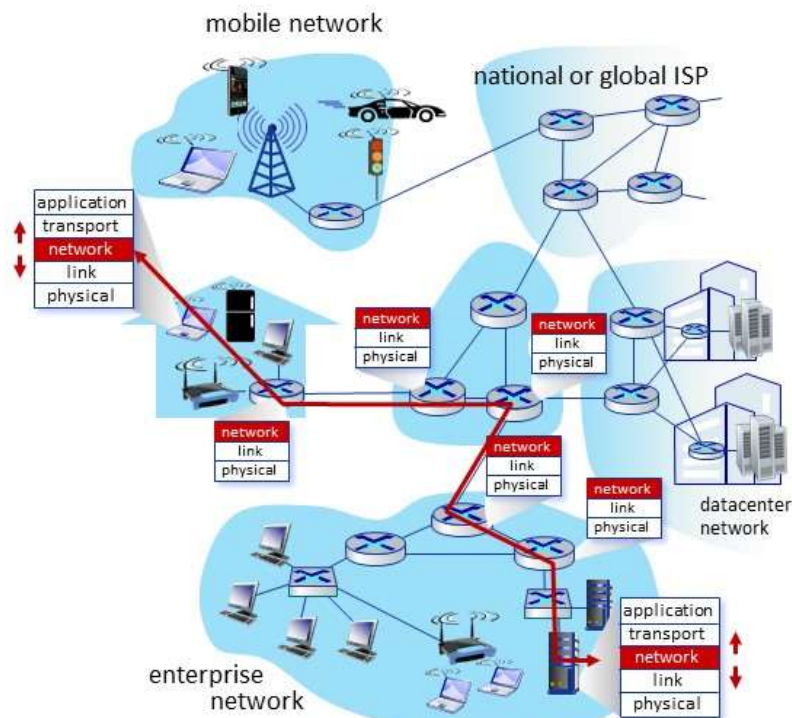 mobile network
national or global ISP
application
transport
network
link
physical
network
link
physical
network
link
physical
network
link
physical
network
link
physical
network
link
physical
datacenter
network
application
transport
network
link
physical
enterprise
network